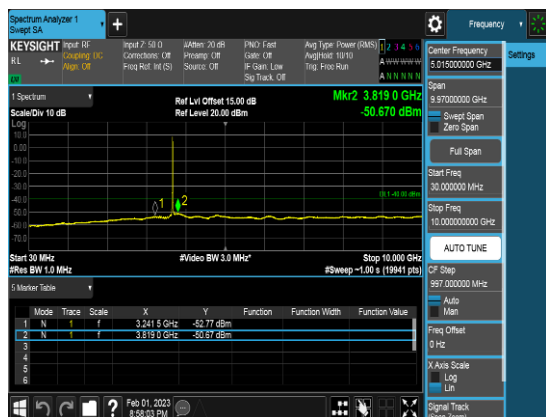 Spectrum Analyzer 1
Swept SA
+
Frequency
KEYSIGHT
RL
Input: RF
Coupling: DC
Align: Off
Input Z: 50 Ω
Corrections: Off
Freq Ref: Int (S)
#Atten: 20 dB
Preamp: Off
Source: Off
PNO: Fast
Gate: Off
IF Gain: Low
Sig Track: Off
Avg Type: Power (RMS)
Avg|Hold: 10/10
Trig: Free Run
1 2 3 4 5 6
A W W W W W
A N N N N N
1 Spectrum
Scale/Div 10 dB
Ref Lvl Offset 15.00 dB
Ref Level 20.00 dBm
Mkr2 3.819 0 GHz
-50.670 dBm
Log
10.0
0.00
-10.0
-20.0
-30.0
-40.0
-50.0
-60.0
-70.0
DL1 -40.00 dBm
1
2
Start 30 MHz
#Res BW 1.0 MHz
#Video BW 3.0 MHz*
Stop 10.000 GHz
#Sweep ~1.00 s (19941 pts)
5 Marker Table
Mode Trace Scale X Y Function Function Width Function Value
1 N 1 f 3.241 5 GHz -52.77 dBm
2 N 1 f 3.819 0 GHz -50.67 dBm
3
4
5
6
Feb 01, 2023
8:58:03 PM
Center Frequency
5.015000000 GHz
Settings
Span
9.97000000 GHz
Swept Span
Zero Span
Full Span
Start Freq
30.000000 MHz
Stop Freq
10.000000000 GHz
AUTO TUNE
CF Step
997.000000 MHz
Auto
Man
Freq Offset
0 Hz
X Axis Scale
Log
Lin
Signal Track
(Span Zoom)